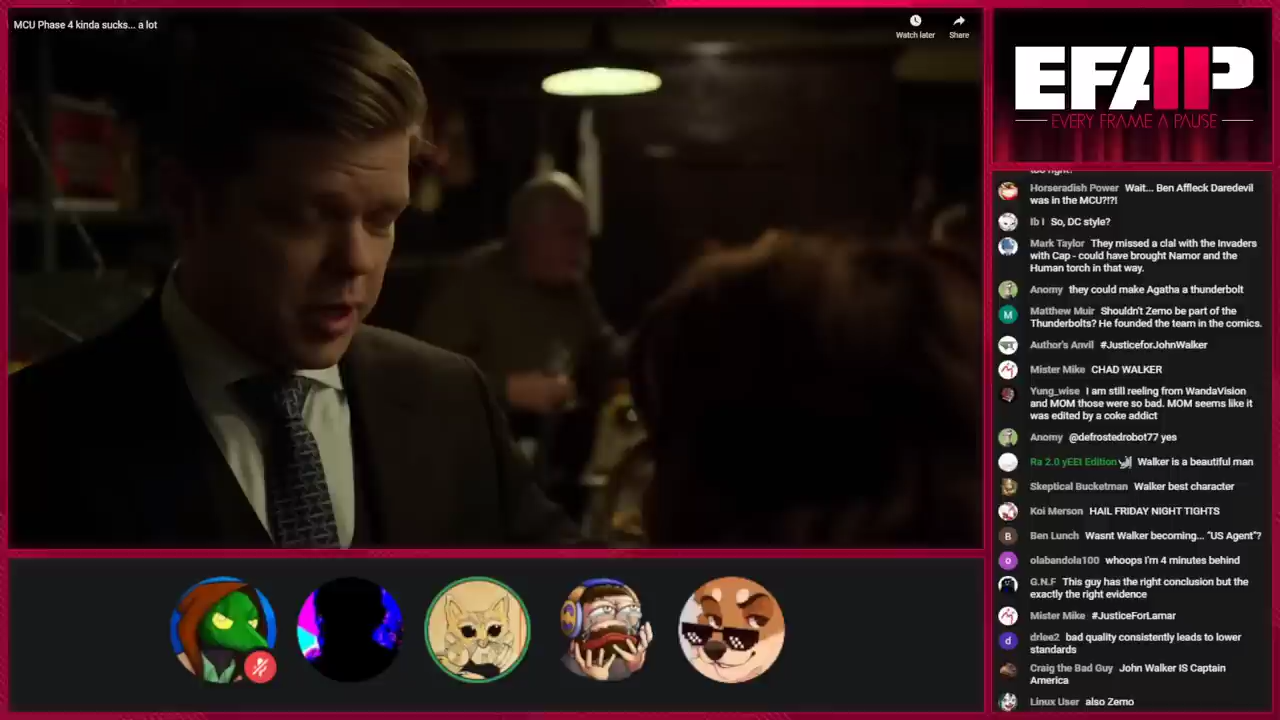 MCU Phase 4 kinda sucks... a lot
Watch later
Share
EFAP
EVERY FRAME A PAUSE
Horseradish Power Wait... Ben Affleck Daredevil
was in the MCU?!?!
Ib I So, DC style?
Mark Taylor They missed a clal with the Invaders
with Cap - could have brought Namor and the
Human torch in that way.
Anomy they could make Agatha a thunderbolt
Matthew Muir Shouldn't Zemo be part of the
Thunderbolts? He founded the team in the comics.
Author's Anvil #JusticeforJohnWalker
Mister Mike CHAD WALKER
Yung_wise I am still reeling from WandaVision
and MOM those were so bad. MOM seems like it
was edited by a coke addict
Anomy @defrostedrobot77 yes
Ra 2.0 yEEt Edition Walker is a beautiful man
Skeptical Bucketman Walker best character
Koi Merson HAIL FRIDAY NIGHT TIGHTS
Ben Lunch Wasnt Walker becoming... "US Agent"?
olabandola100 whoops I'm 4 minutes behind
G.N.F This guy has the right conclusion but the
exactly the right evidence
Mister Mike #JusticeForLamar
drlee2 bad quality consistently leads to lower
standards
Craig the Bad Guy John Walker IS Captain
America
Linux User also Zemo